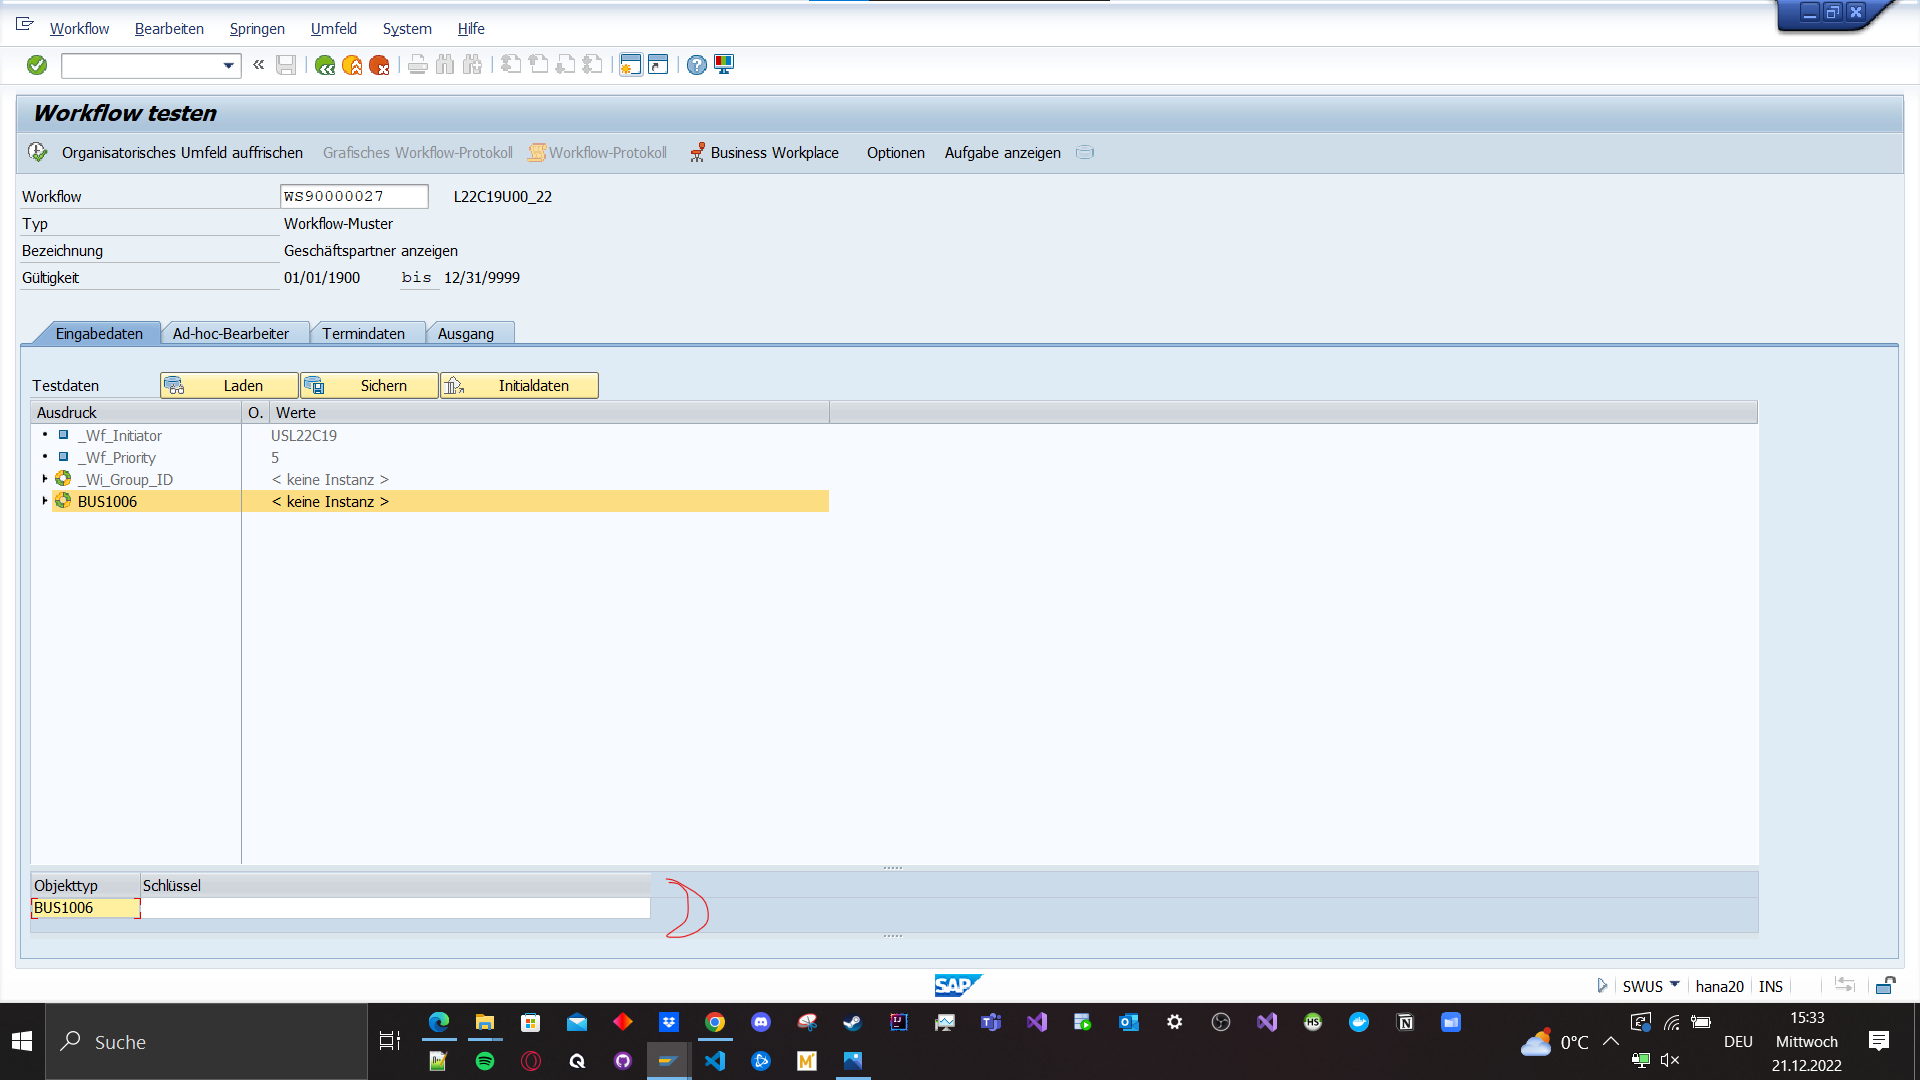 Workflow Bearbeiten Springen Umfeld System Hilfe
Workflow testen
Organisatorisches Umfeld auffrischen Grafisches Workflow-Protokoll Workflow-Protokoll Business Workplace Optionen Aufgabe anzeigen
Workflow WS90000027 L22C19U00_22
Typ Workflow-Muster
Bezeichnung Geschäftspartner anzeigen
Gültigkeit 01/01/1900 bis 12/31/9999
Eingabedaten Ad-hoc-Bearbeiter Termindaten Ausgang
Testdaten Laden Sichern Initialdaten
Ausdruck O. Werte
_Wf_Initiator USL22C19
_Wf_Priority 5
_Wi_Group_ID < keine Instanz >
BUS1006 < keine Instanz >
Objekttyp Schlüssel
BUS1006
SAP SWUS hana20 INS
Suche
0°C DEU
15:33
Mittwoch
21.12.2022